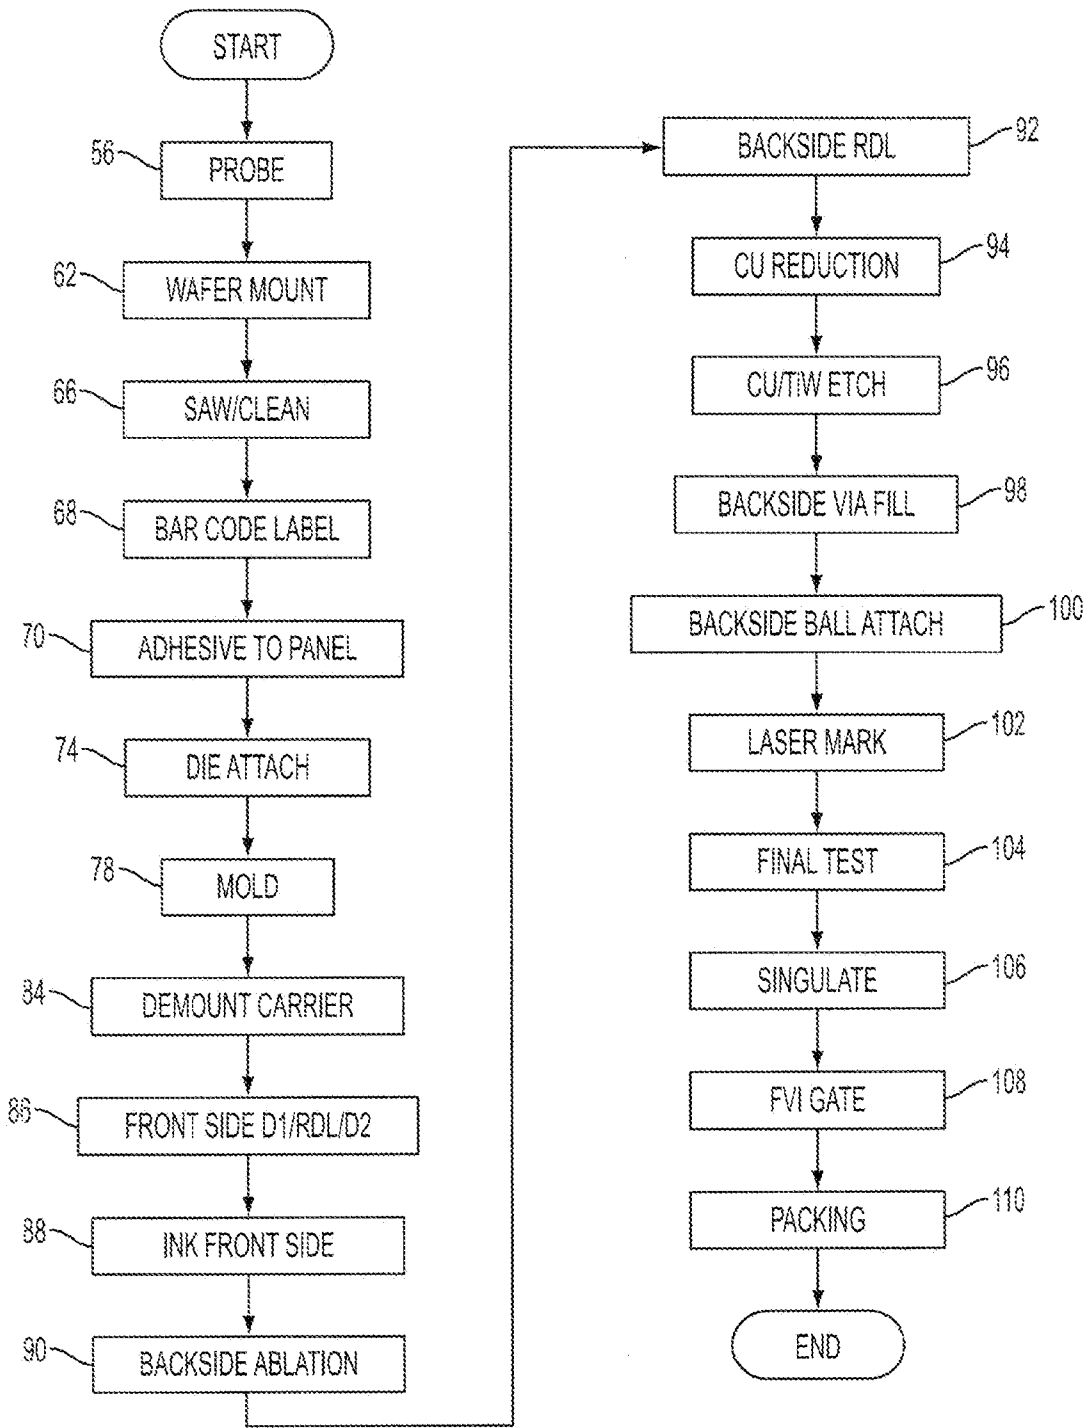 START
56
PROBE
62
WAFER MOUNT
66
SAW/CLEAN
68
BAR CODE LABEL
70
ADHESIVE TO PANEL
74
DIE ATTACH
78
MOLD
84
DEMOUNT CARRIER
86
FRONT SIDE D1/RDL/D2
88
INK FRONT SIDE
90
BACKSIDE ABLATION
BACKSIDE RDL
92
CU REDUCTION
94
CU/TiW ETCH
96
BACKSIDE VIA FILL
98
BACKSIDE BALL ATTACH
100
LASER MARK
102
FINAL TEST
104
SINGULATE
106
FVI GATE
108
PACKING
110
END